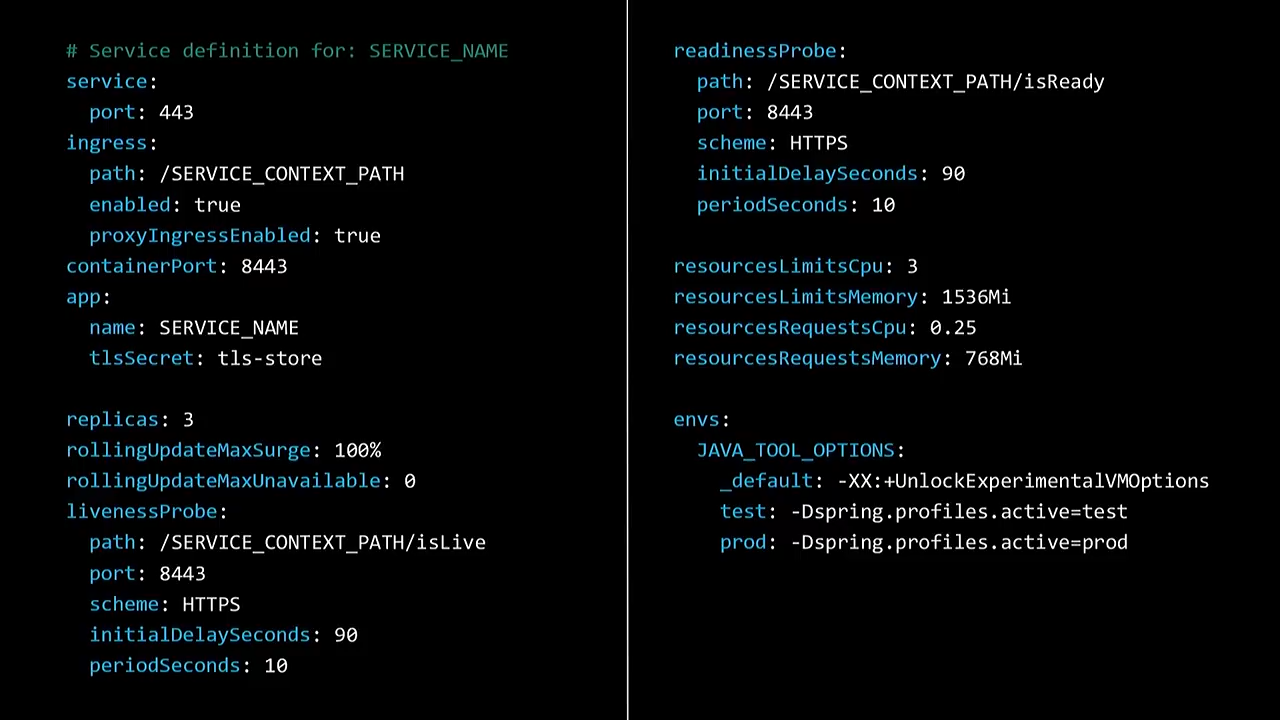 # Service definition for: SERVICE_NAME
service:
  port: 443
ingress:
  path: /SERVICE_CONTEXT_PATH
  enabled: true
  proxyIngressEnabled: true
containerPort: 8443
app:
  name: SERVICE_NAME
  tlsSecret: tls-store

replicas: 3
rollingUpdateMaxSurge: 100%
rollingUpdateMaxUnavailable: 0
livenessProbe:
  path: /SERVICE_CONTEXT_PATH/isLive
  port: 8443
  scheme: HTTPS
  initialDelaySeconds: 90
  periodSeconds: 10
readinessProbe:
  path: /SERVICE_CONTEXT_PATH/isReady
  port: 8443
  scheme: HTTPS
  initialDelaySeconds: 90
  periodSeconds: 10

resourcesLimitsCpu: 3
resourcesLimitsMemory: 1536Mi
resourcesRequestsCpu: 0.25
resourcesRequestsMemory: 768Mi

envs:
  JAVA_TOOL_OPTIONS:
    _default: -XX:+UnlockExperimentalVMOptions
    test: -Dspring.profiles.active=test
    prod: -Dspring.profiles.active=prod